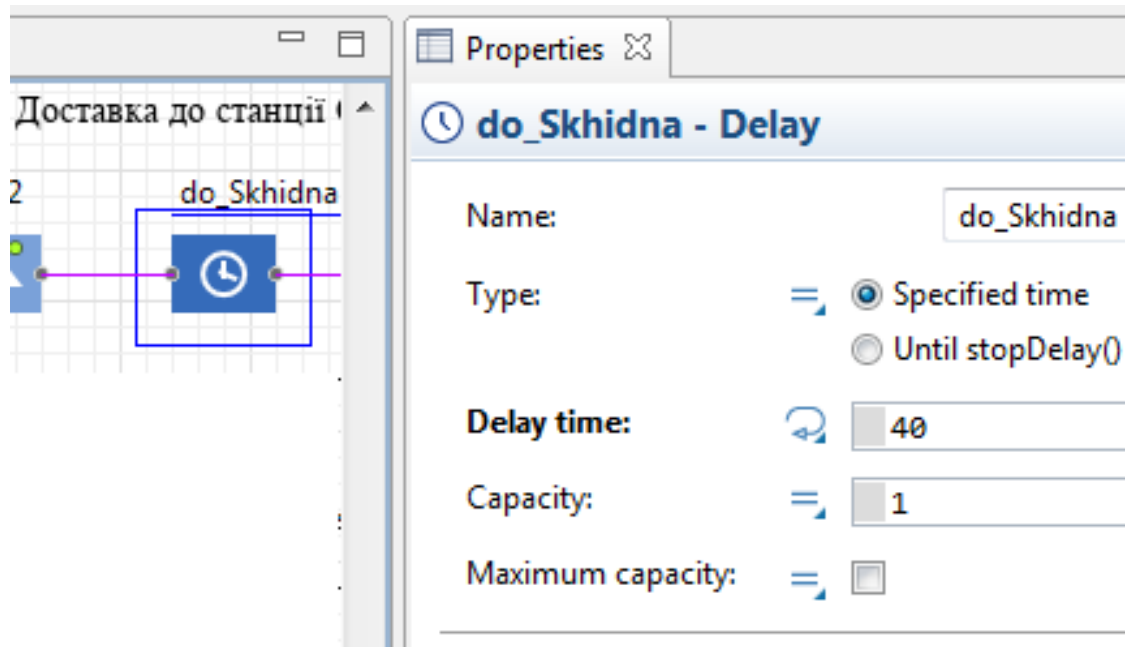 Properties
Доставка до станції
do_Skhidna - Delay
2
do_Skhidna
Name:
do_Skhidna
Type:
Specified time
Until stopDelay()
Delay time:
40
Capacity:
1
Maximum capacity: